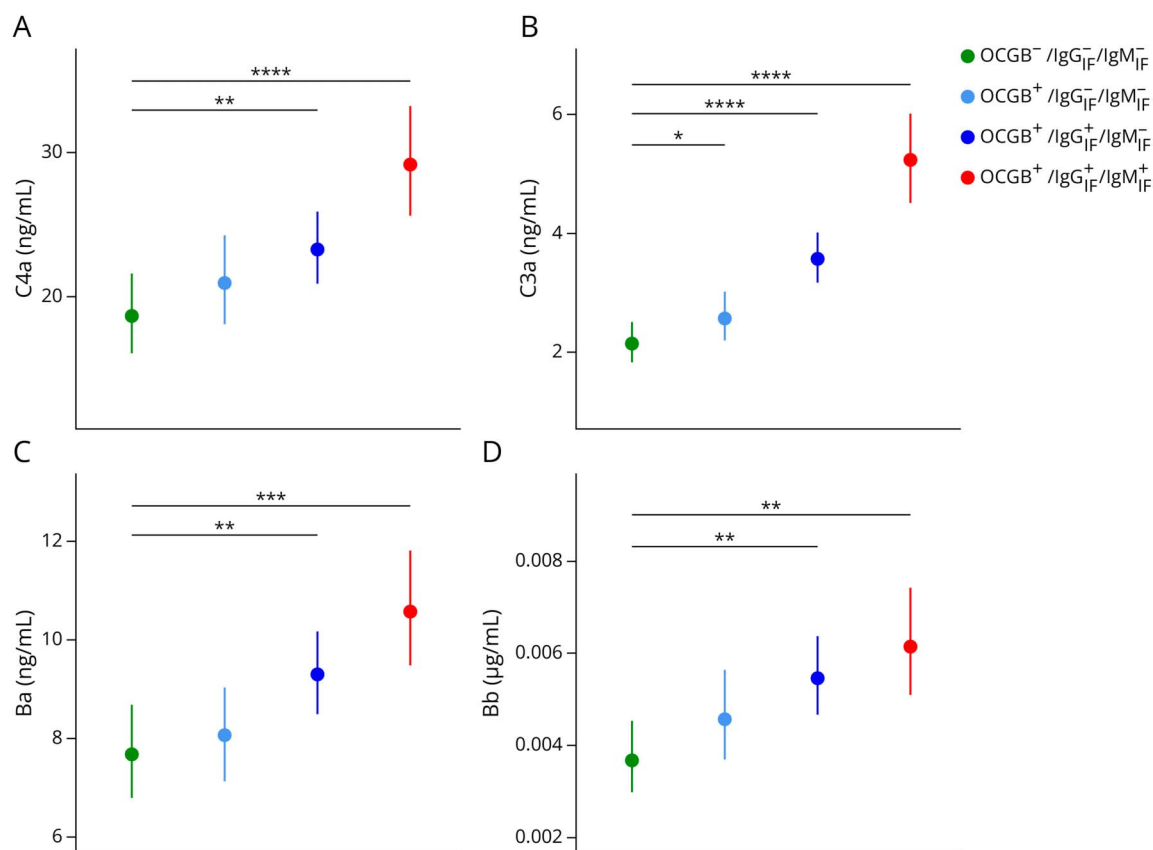 A
****
**
30
20
C4a (ng/mL)
B
****
****
*
6
4
2
C3a (ng/mL)
OCGB⁻ /IgG⁻IF/IgM⁻IF
OCGB⁺ /IgG⁻IF/IgM⁻IF
OCGB⁺ /IgG⁺IF/IgM⁻IF
OCGB⁺ /IgG⁺IF/IgM⁺IF
C
***
**
12
10
8
6
Ba (ng/mL)
D
**
**
0.008
0.006
0.004
0.002
Bb (µg/mL)